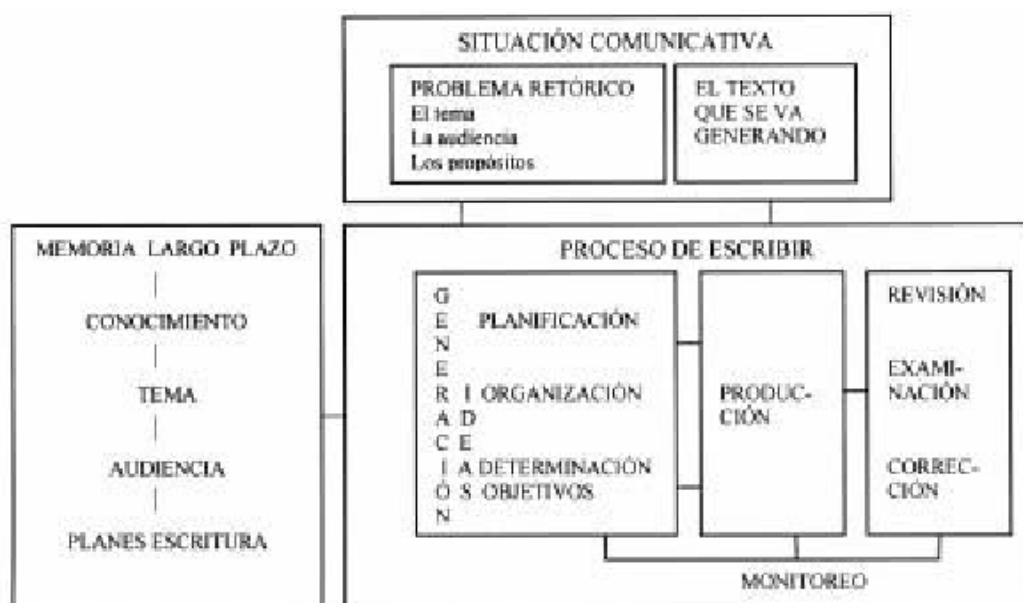 SITUACIÓN COMUNICATIVA
PROBLEMA RETÓRICO
El tema
La audiencia
Los propósitos
EL TEXTO
QUE SE VA
GENERANDO
MEMORIA LARGO PLAZO
CONOCIMIENTO
TEMA
AUDIENCIA
PLANES ESCRITURA
PROCESO DE ESCRIBIR
GENERACIÓN
IDEAS
PLANIFICACIÓN
ORGANIZACIÓN
DETERMINACIÓN
OBJETIVOS
PRODUC-
CIÓN
REVISIÓN
EXAMI-
NACIÓN
CORREC-
CIÓN
MONITOREO